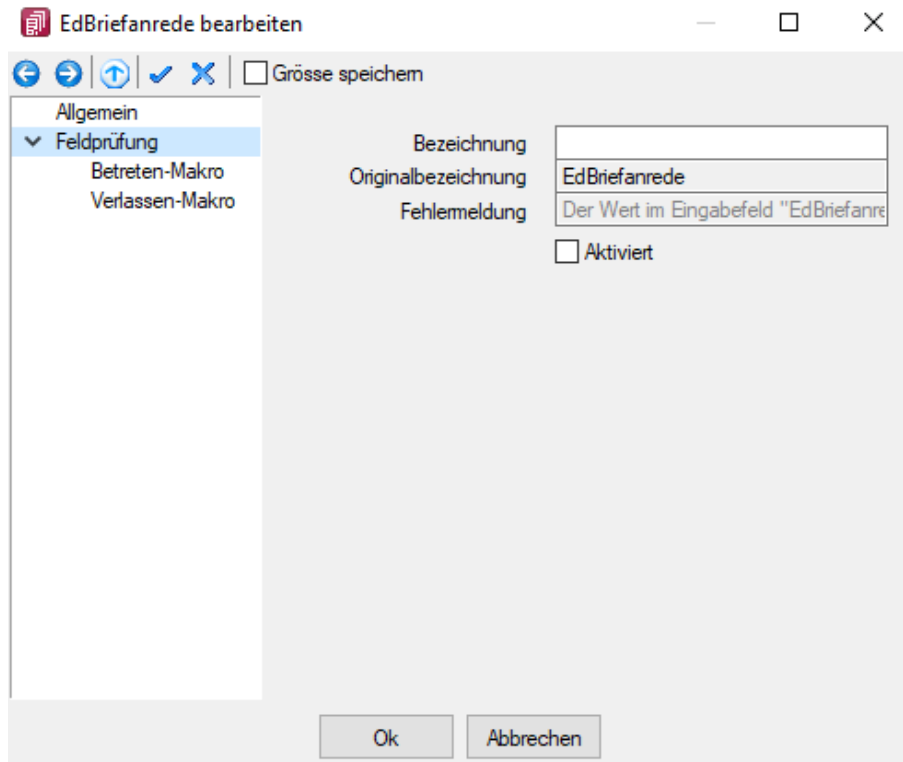 EdBriefanrede bearbeiten
Grösse speichern
Allgemein
Feldprüfung
Betreten-Makro
Verlassen-Makro
Bezeichnung
Originalbezeichnung EdBriefanrede
Fehlermeldung Der Wert im Eingabefeld "EdBriefanre
Aktiviert
Ok Abbrechen